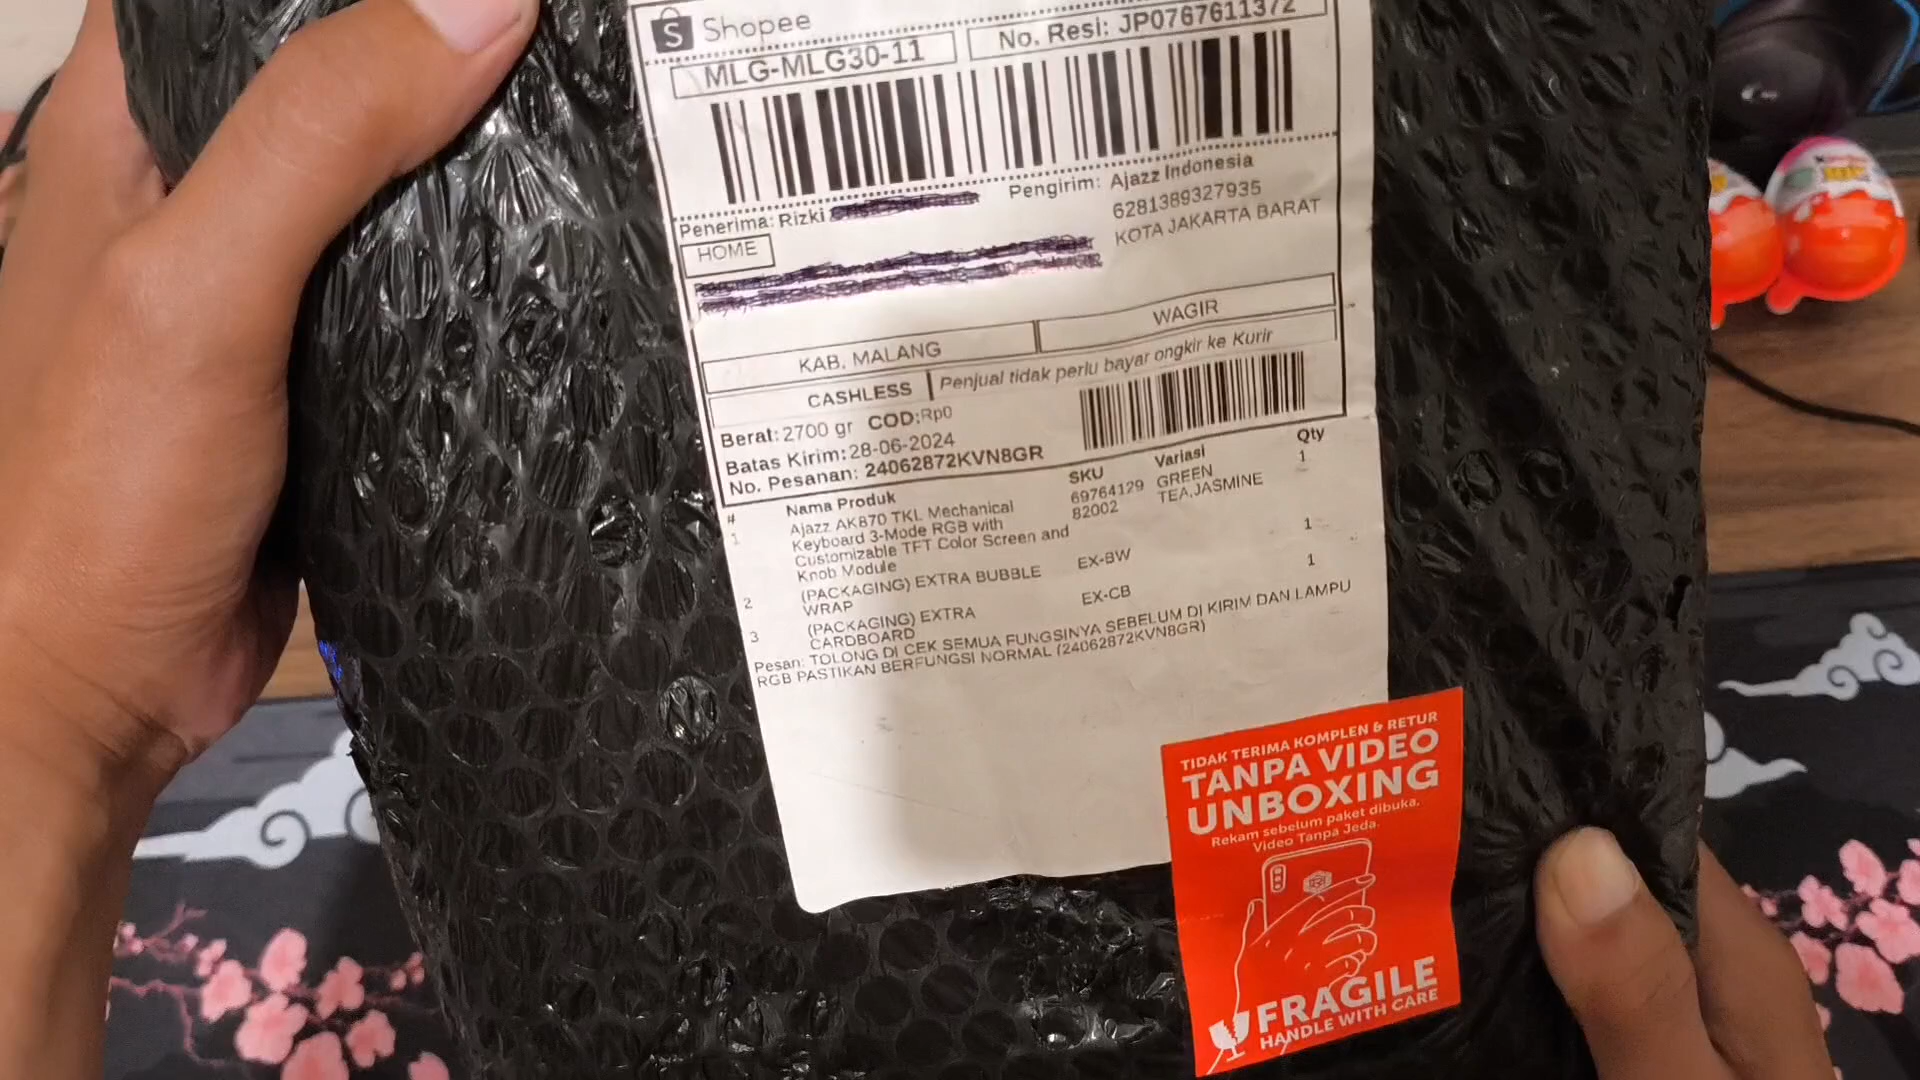 Shopee
MLG-MLG30-11
No. Resi: JP0767611372
Penerima: Rizki
Pengirim: Ajazz Indonesia
6281389327935
KOTA JAKARTA BARAT
HOME
KAB. MALANG
WAGIR
CASHLESS
Penjual tidak perlu bayar ongkir ke Kurir
Berat: 2700 gr COD:Rp0
Batas Kirim: 28-06-2024
No. Pesanan: 24062872KVN8GR
# Nama Produk SKU Variasi Qty
1 Ajazz AK870 TKL Mechanical 69764129 GREEN 1
Keyboard 3-Mode RGB with 82002 TEA,JASMINE
Customizable TFT Color Screen and
Knob Module
2 (PACKAGING) EXTRA BUBBLE EX-BW 1
WRAP
3 (PACKAGING) EXTRA EX-CB 1
CARDBOARD
Pesan: TOLONG DI CEK SEMUA FUNGSINYA SEBELUM DI KIRIM DAN LAMPU
RGB PASTIKAN BERFUNGSI NORMAL (24062872KVN8GR)
TIDAK TERIMA KOMPLEN & RETUR
TANPA VIDEO
UNBOXING
Rekam sebelum paket dibuka,
Video Tanpa Jeda.
FRAGILE
HANDLE WITH CARE